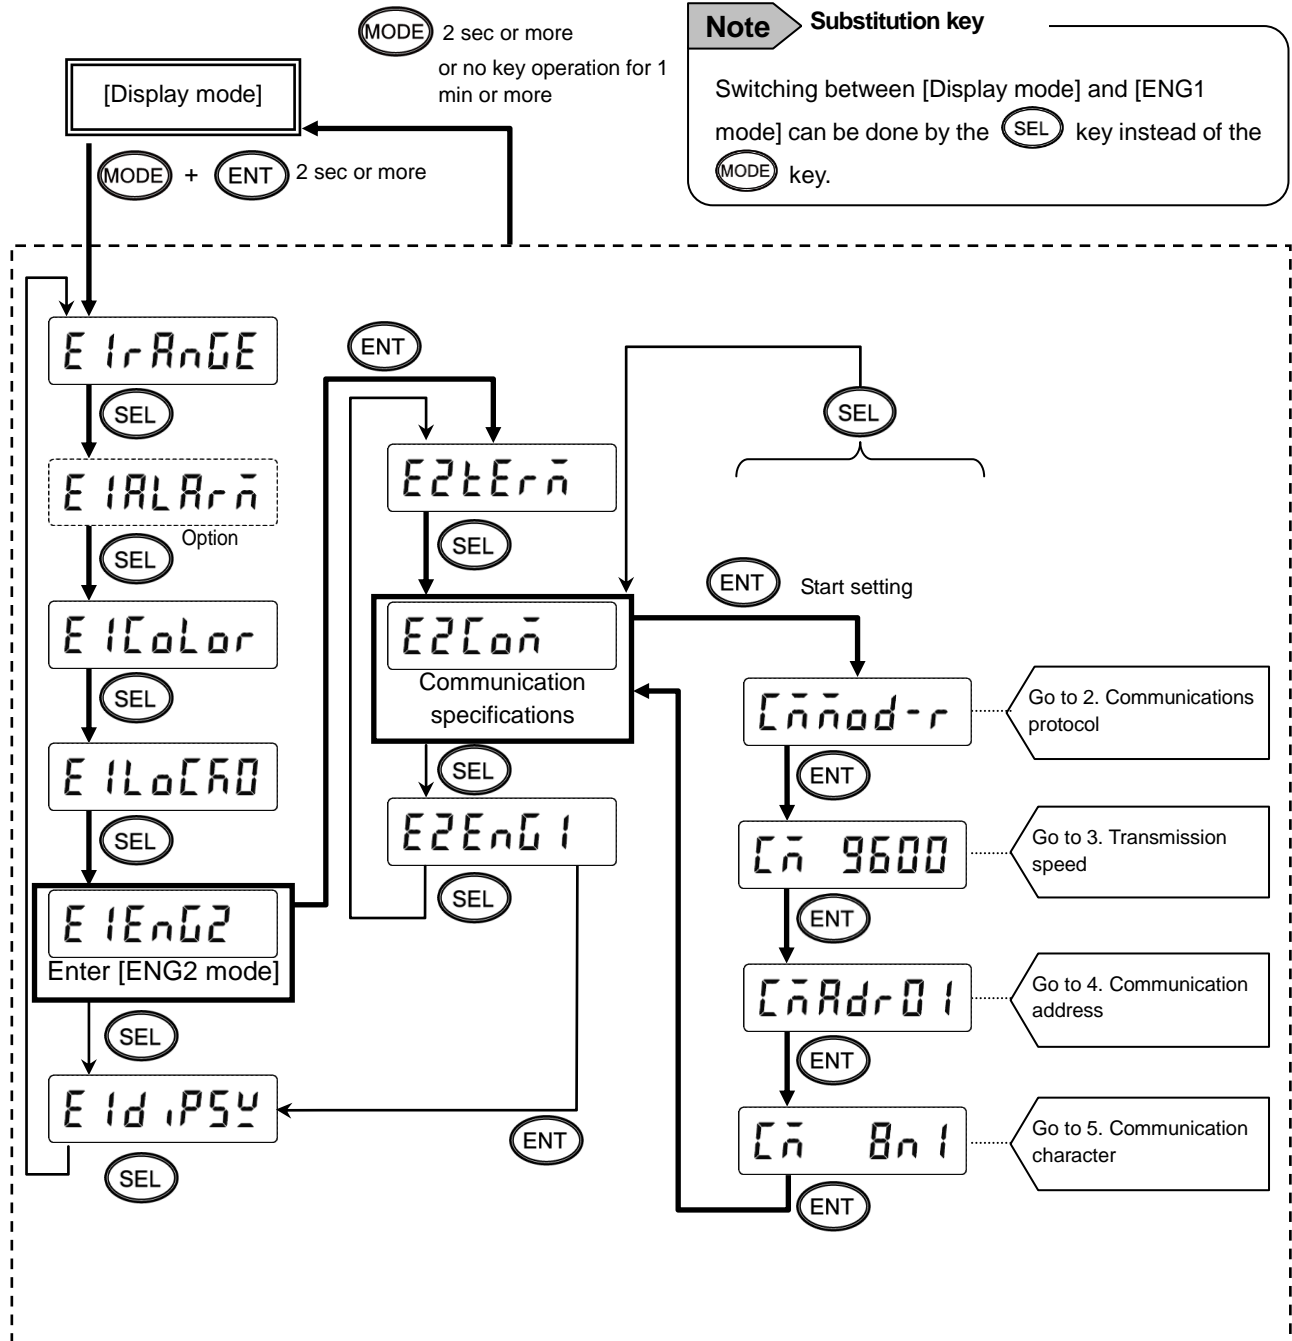 MODE 2 sec or more
or no key operation for 1
min or more
Note Substitution key
Switching between [Display mode] and [ENG1
mode] can be done by the SEL key instead of the
MODE key.
[Display mode]
MODE + ENT 2 sec or more
E1rAnGE
SEL
E1ALArm
Option
SEL
E1CoLor
SEL
E1LoCK0
SEL
E1EnG2
Enter [ENG2 mode]
SEL
E1diPSW
SEL
ENT
E2tErm
SEL
E2Com
Communication
specifications
SEL
E2EnG1
SEL
ENT
SEL
ENT Start setting
Cmmod-r
Go to 2. Communications
protocol
ENT
Cm 9600
Go to 3. Transmission
speed
ENT
CmAdr01
Go to 4. Communication
address
ENT
Cm 8n1
Go to 5. Communication
character
ENT